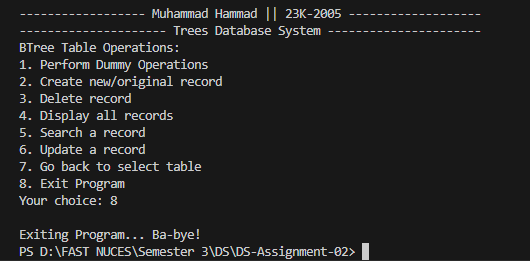 ----------------- Muhammad Hammad || 23K-2005 ------------------
-------------------- Trees Database System ---------------------
BTree Table Operations:
1. Perform Dummy Operations
2. Create new/original record
3. Delete record
4. Display all records
5. Search a record
6. Update a record
7. Go back to select table
8. Exit Program
Your choice: 8
Exiting Program... Ba-bye!
PS D:\FAST NUCES\Semester 3\DS\DS-Assignment-02>